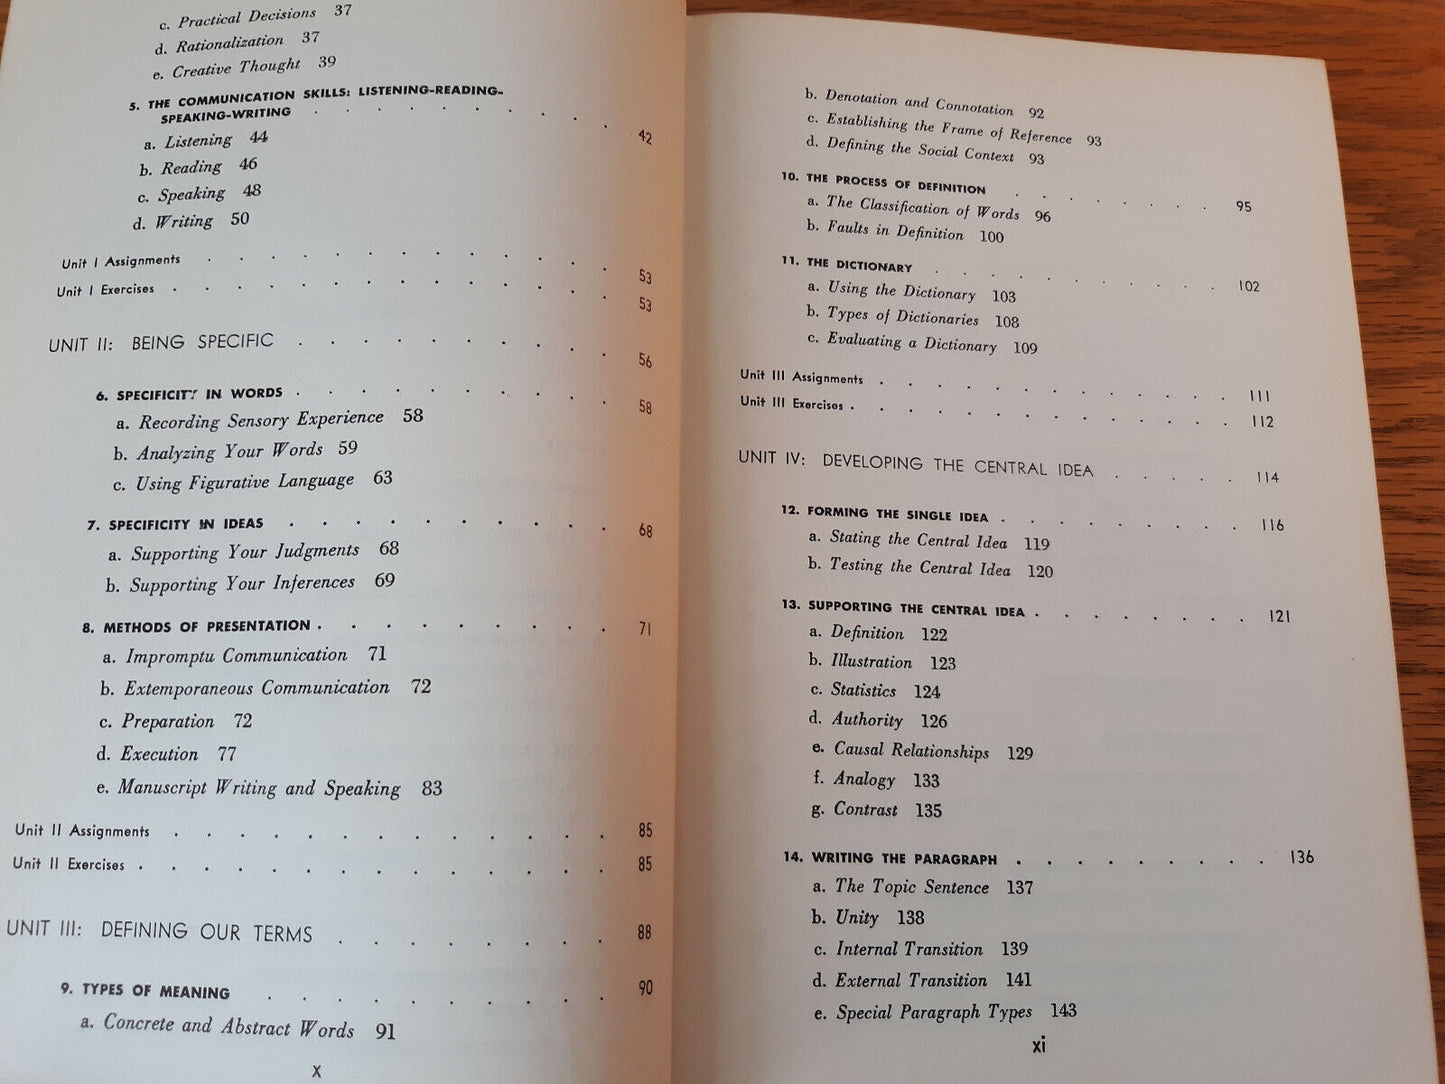 c. Practical Decisions 37
d. Rationalization 37
e. Creative Thought 39
5. THE COMMUNICATION SKILLS: LISTENING-READING-
SPEAKING-WRITING . . . . . . . . 42
a. Listening 44
b. Reading 46
c. Speaking 48
d. Writing 50
Unit I Assignments . . . . . . . . . . . . . 53
Unit I Exercises . . . . . . . . . . . . . . 53
UNIT II: BEING SPECIFIC . . . . . . . . . . 56
6. SPECIFICITY IN WORDS . . . . . . . . . . 58
a. Recording Sensory Experience 58
b. Analyzing Your Words 59
c. Using Figurative Language 63
7. SPECIFICITY IN IDEAS . . . . . . . . . . 68
a. Supporting Your Judgments 68
b. Supporting Your Inferences 69
8. METHODS OF PRESENTATION . . . . . . . . . 71
a. Impromptu Communication 71
b. Extemporaneous Communication 72
c. Preparation 72
d. Execution 77
e. Manuscript Writing and Speaking 83
Unit II Assignments . . . . . . . . . . . . . 85
Unit II Exercises . . . . . . . . . . . . . . 85
UNIT III: DEFINING OUR TERMS . . . . . . . . 88
9. TYPES OF MEANING . . . . . . . . . . 90
a. Concrete and Abstract Words 91
x
b. Denotation and Connotation 92
c. Establishing the Frame of Reference 93
d. Defining the Social Context 93
10. THE PROCESS OF DEFINITION . . . . . . . . 95
a. The Classification of Words 96
b. Faults in Definition 100
11. THE DICTIONARY . . . . . . . . . . 102
a. Using the Dictionary 103
b. Types of Dictionaries 108
c. Evaluating a Dictionary 109
Unit III Assignments . . . . . . . . . . . . . 111
Unit III Exercises . . . . . . . . . . . . . . 112
UNIT IV: DEVELOPING THE CENTRAL IDEA . . . . . 114
12. FORMING THE SINGLE IDEA . . . . . . . . . 116
a. Stating the Central Idea 119
b. Testing the Central Idea 120
13. SUPPORTING THE CENTRAL IDEA . . . . . . . . 121
a. Definition 122
b. Illustration 123
c. Statistics 124
d. Authority 126
e. Causal Relationships 129
f. Analogy 133
g. Contrast 135
14. WRITING THE PARAGRAPH . . . . . . . . . 136
a. The Topic Sentence 137
b. Unity 138
c. Internal Transition 139
d. External Transition 141
e. Special Paragraph Types 143
xi